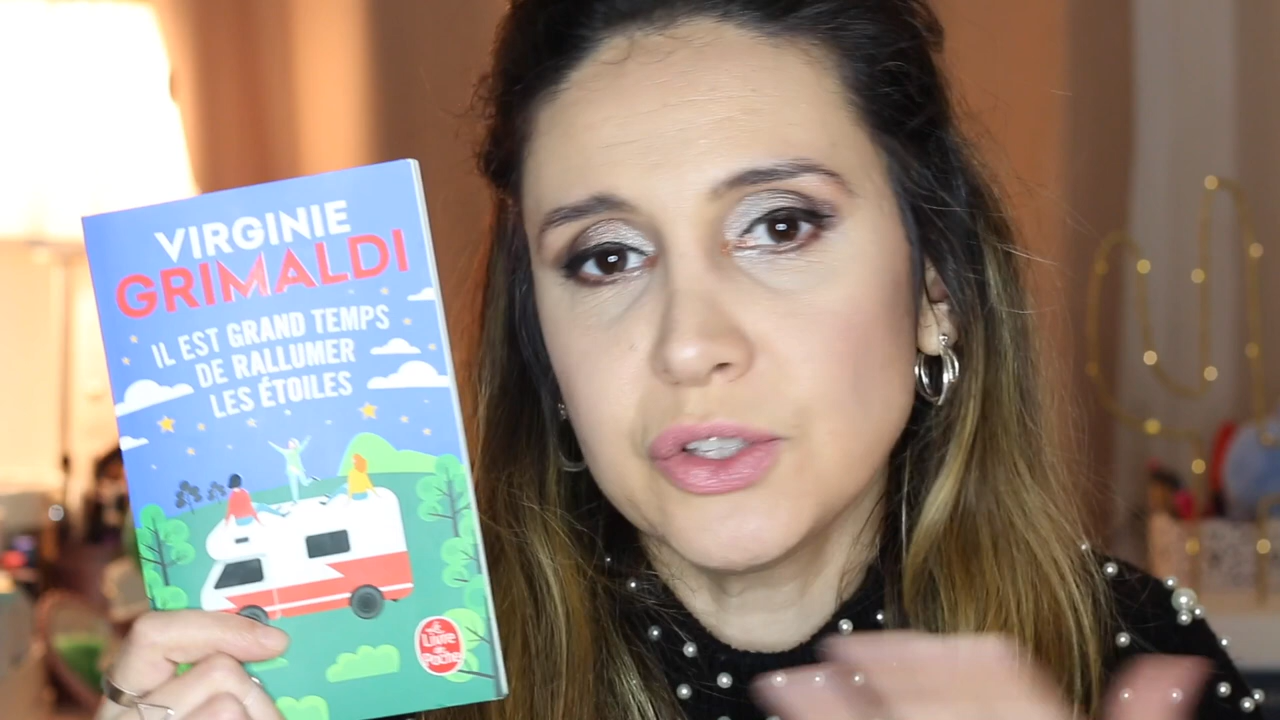 VIRGINIE
GRIMALDI
IL EST GRAND TEMPS
DE RALLUMER
LES ÉTOILES
Le
Livre
de
Poche